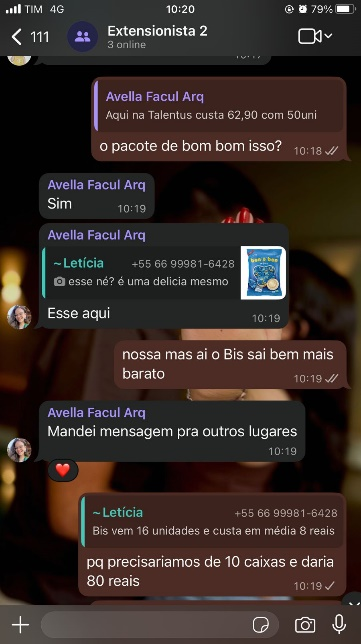 TIM 4G
10:20
79%
111
Extensionista 2
3 online
Avella Facul Arq
Aqui na Talentus custa 62,90 com 50uni
o pacote de bom bom isso?
10:18
Avella Facul Arq
Sim
10:19
Avella Facul Arq
~Letícia +55 66 99981-6428
esse né? é uma delicia mesmo
Esse aqui
10:19
nossa mas ai o Bis sai bem mais
barato
10:19
Avella Facul Arq
Mandei mensagem pra outros lugares
10:19
~Letícia +55 66 99981-6428
Bis vem 16 unidades e custa em média 8 reais
pq precisariamos de 10 caixas e daria
80 reais
10:19